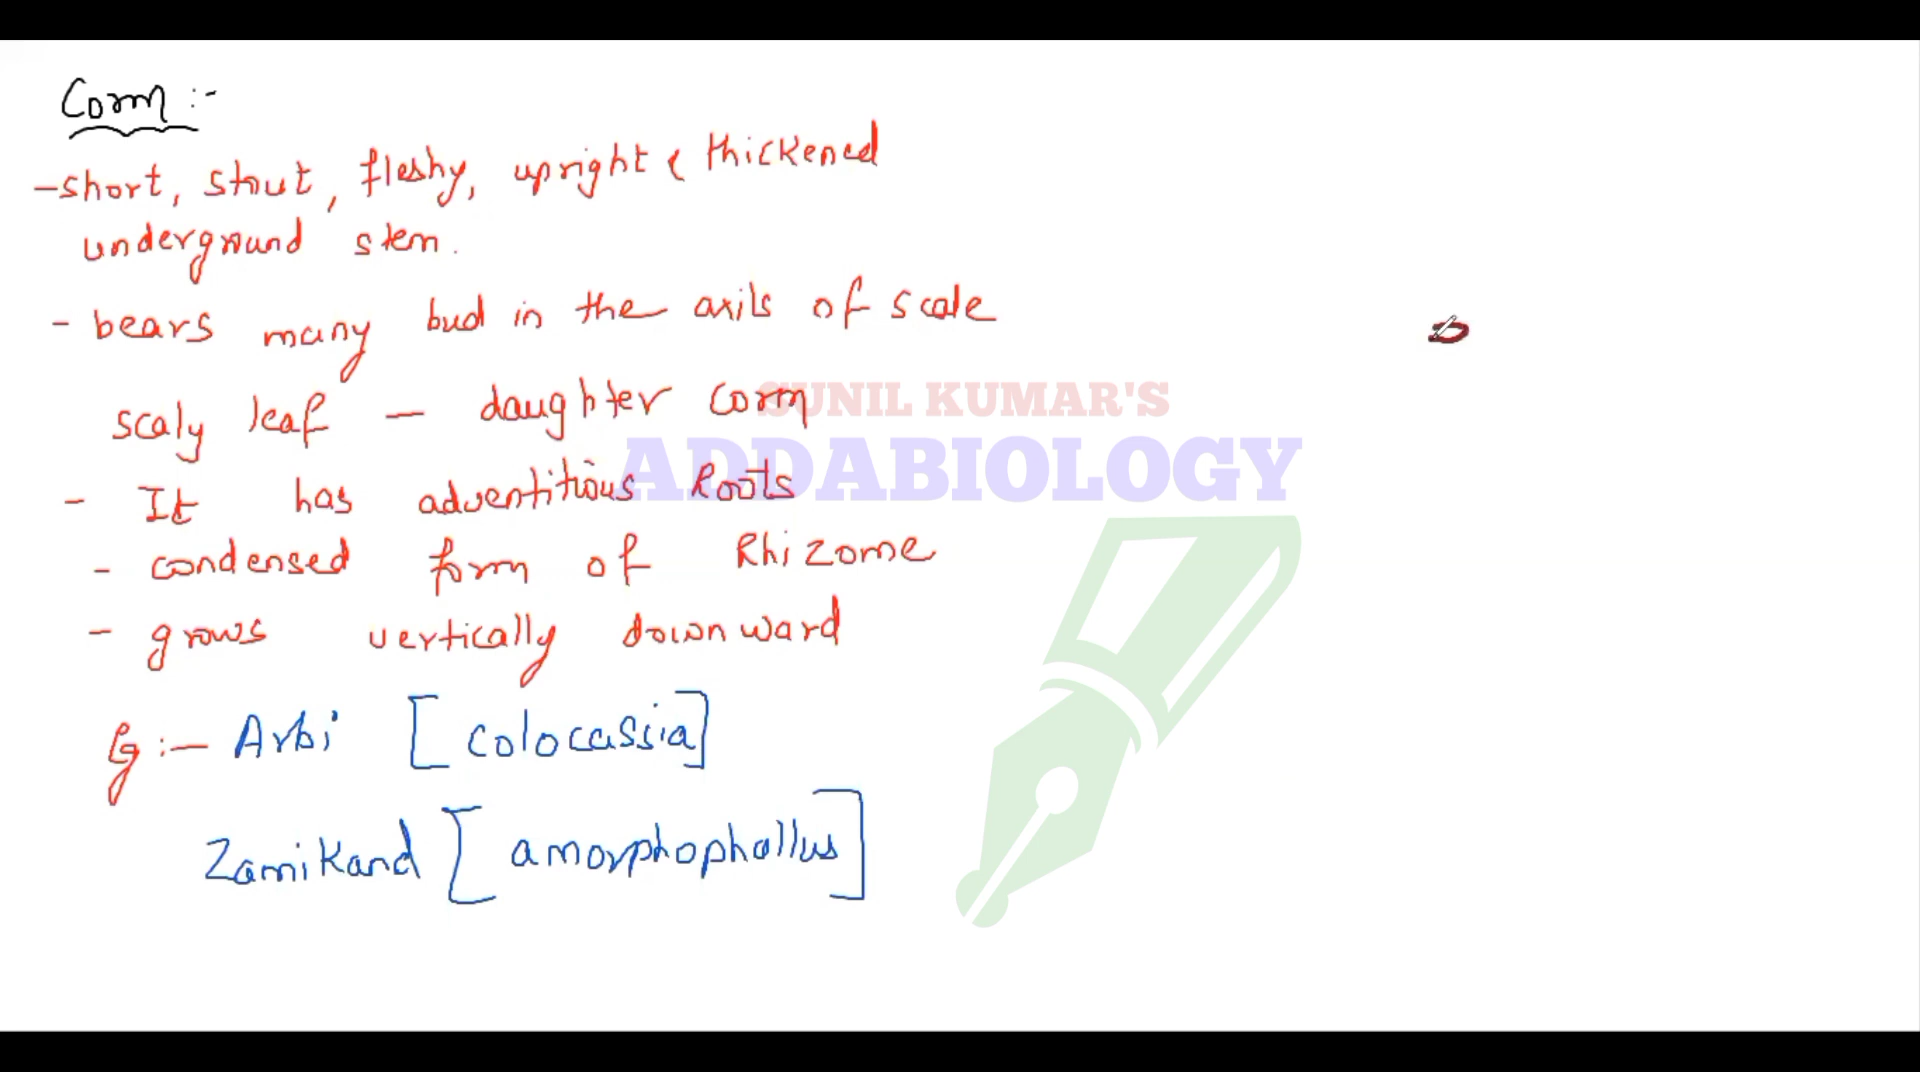 Corm :-
- short, stout, fleshy, upright & thickened
underground stem.
- bears many bud in the axils of scale
scaly leaf - daughter corm
SUNIL KUMAR'S
ADDABIOLOGY
- It has adventitious Roots
- condensed form of Rhizome
- grows vertically downward
Eg :- Arbi [colocassia]
Zamikand [amorphophallus]